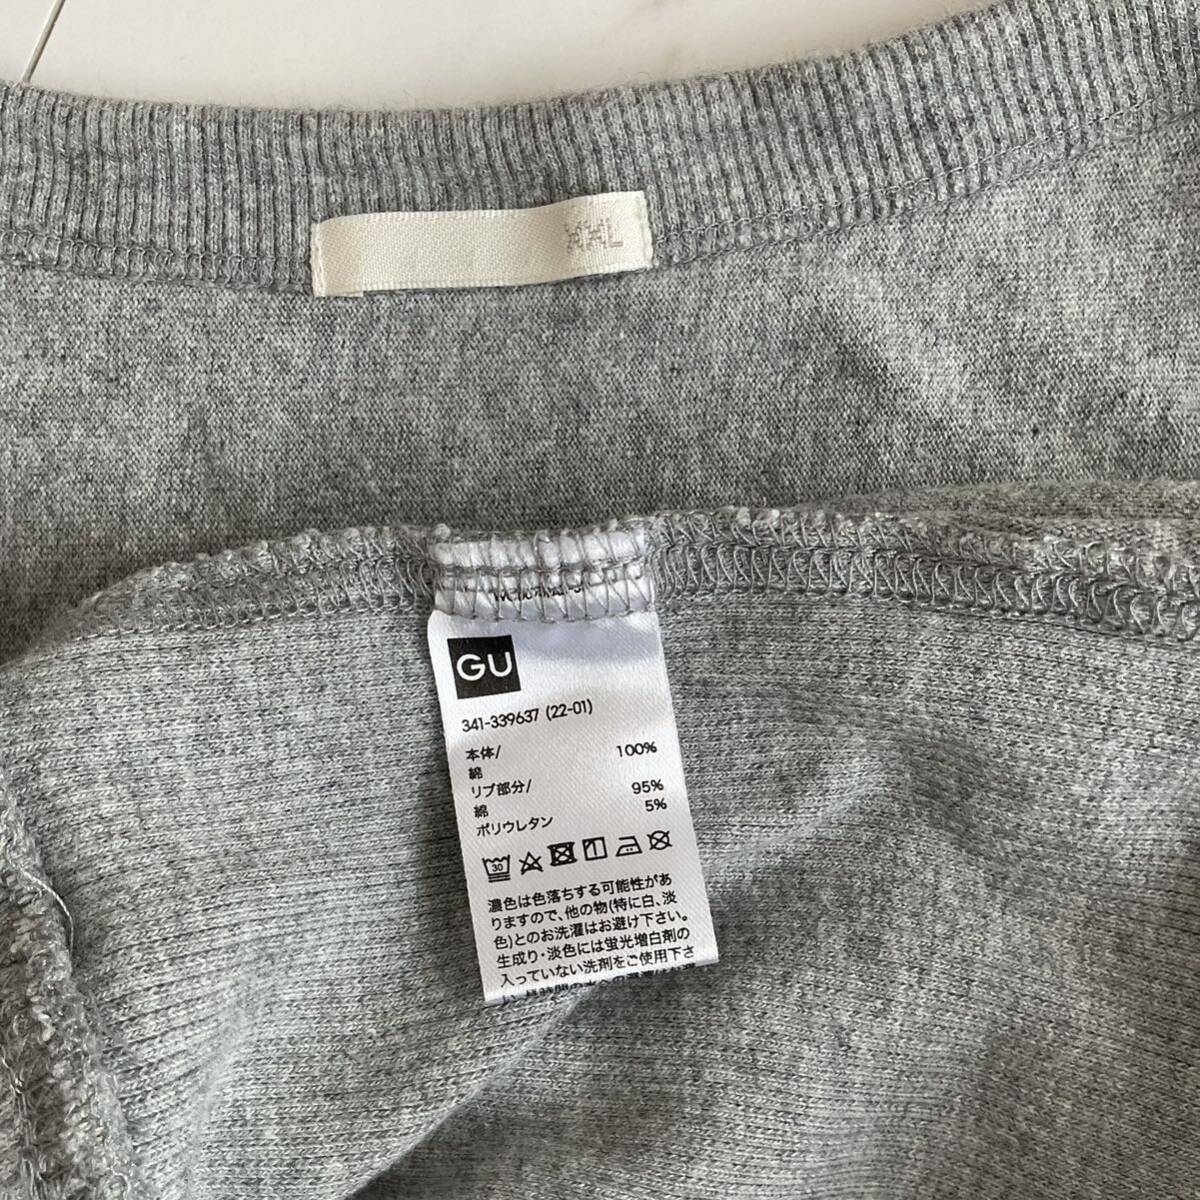 XXL
GU
341-339637 (22-01)
本体/
綿 100%
リブ部分/
綿 95%
ポリウレタン 5%
30
濃色は色落ちする可能性があ
りますので、他の物(特に白、淡
色)とのお洗濯はお避け下さい。
生成り・淡色には蛍光増白剤の
入っていない洗剤をご使用下さ